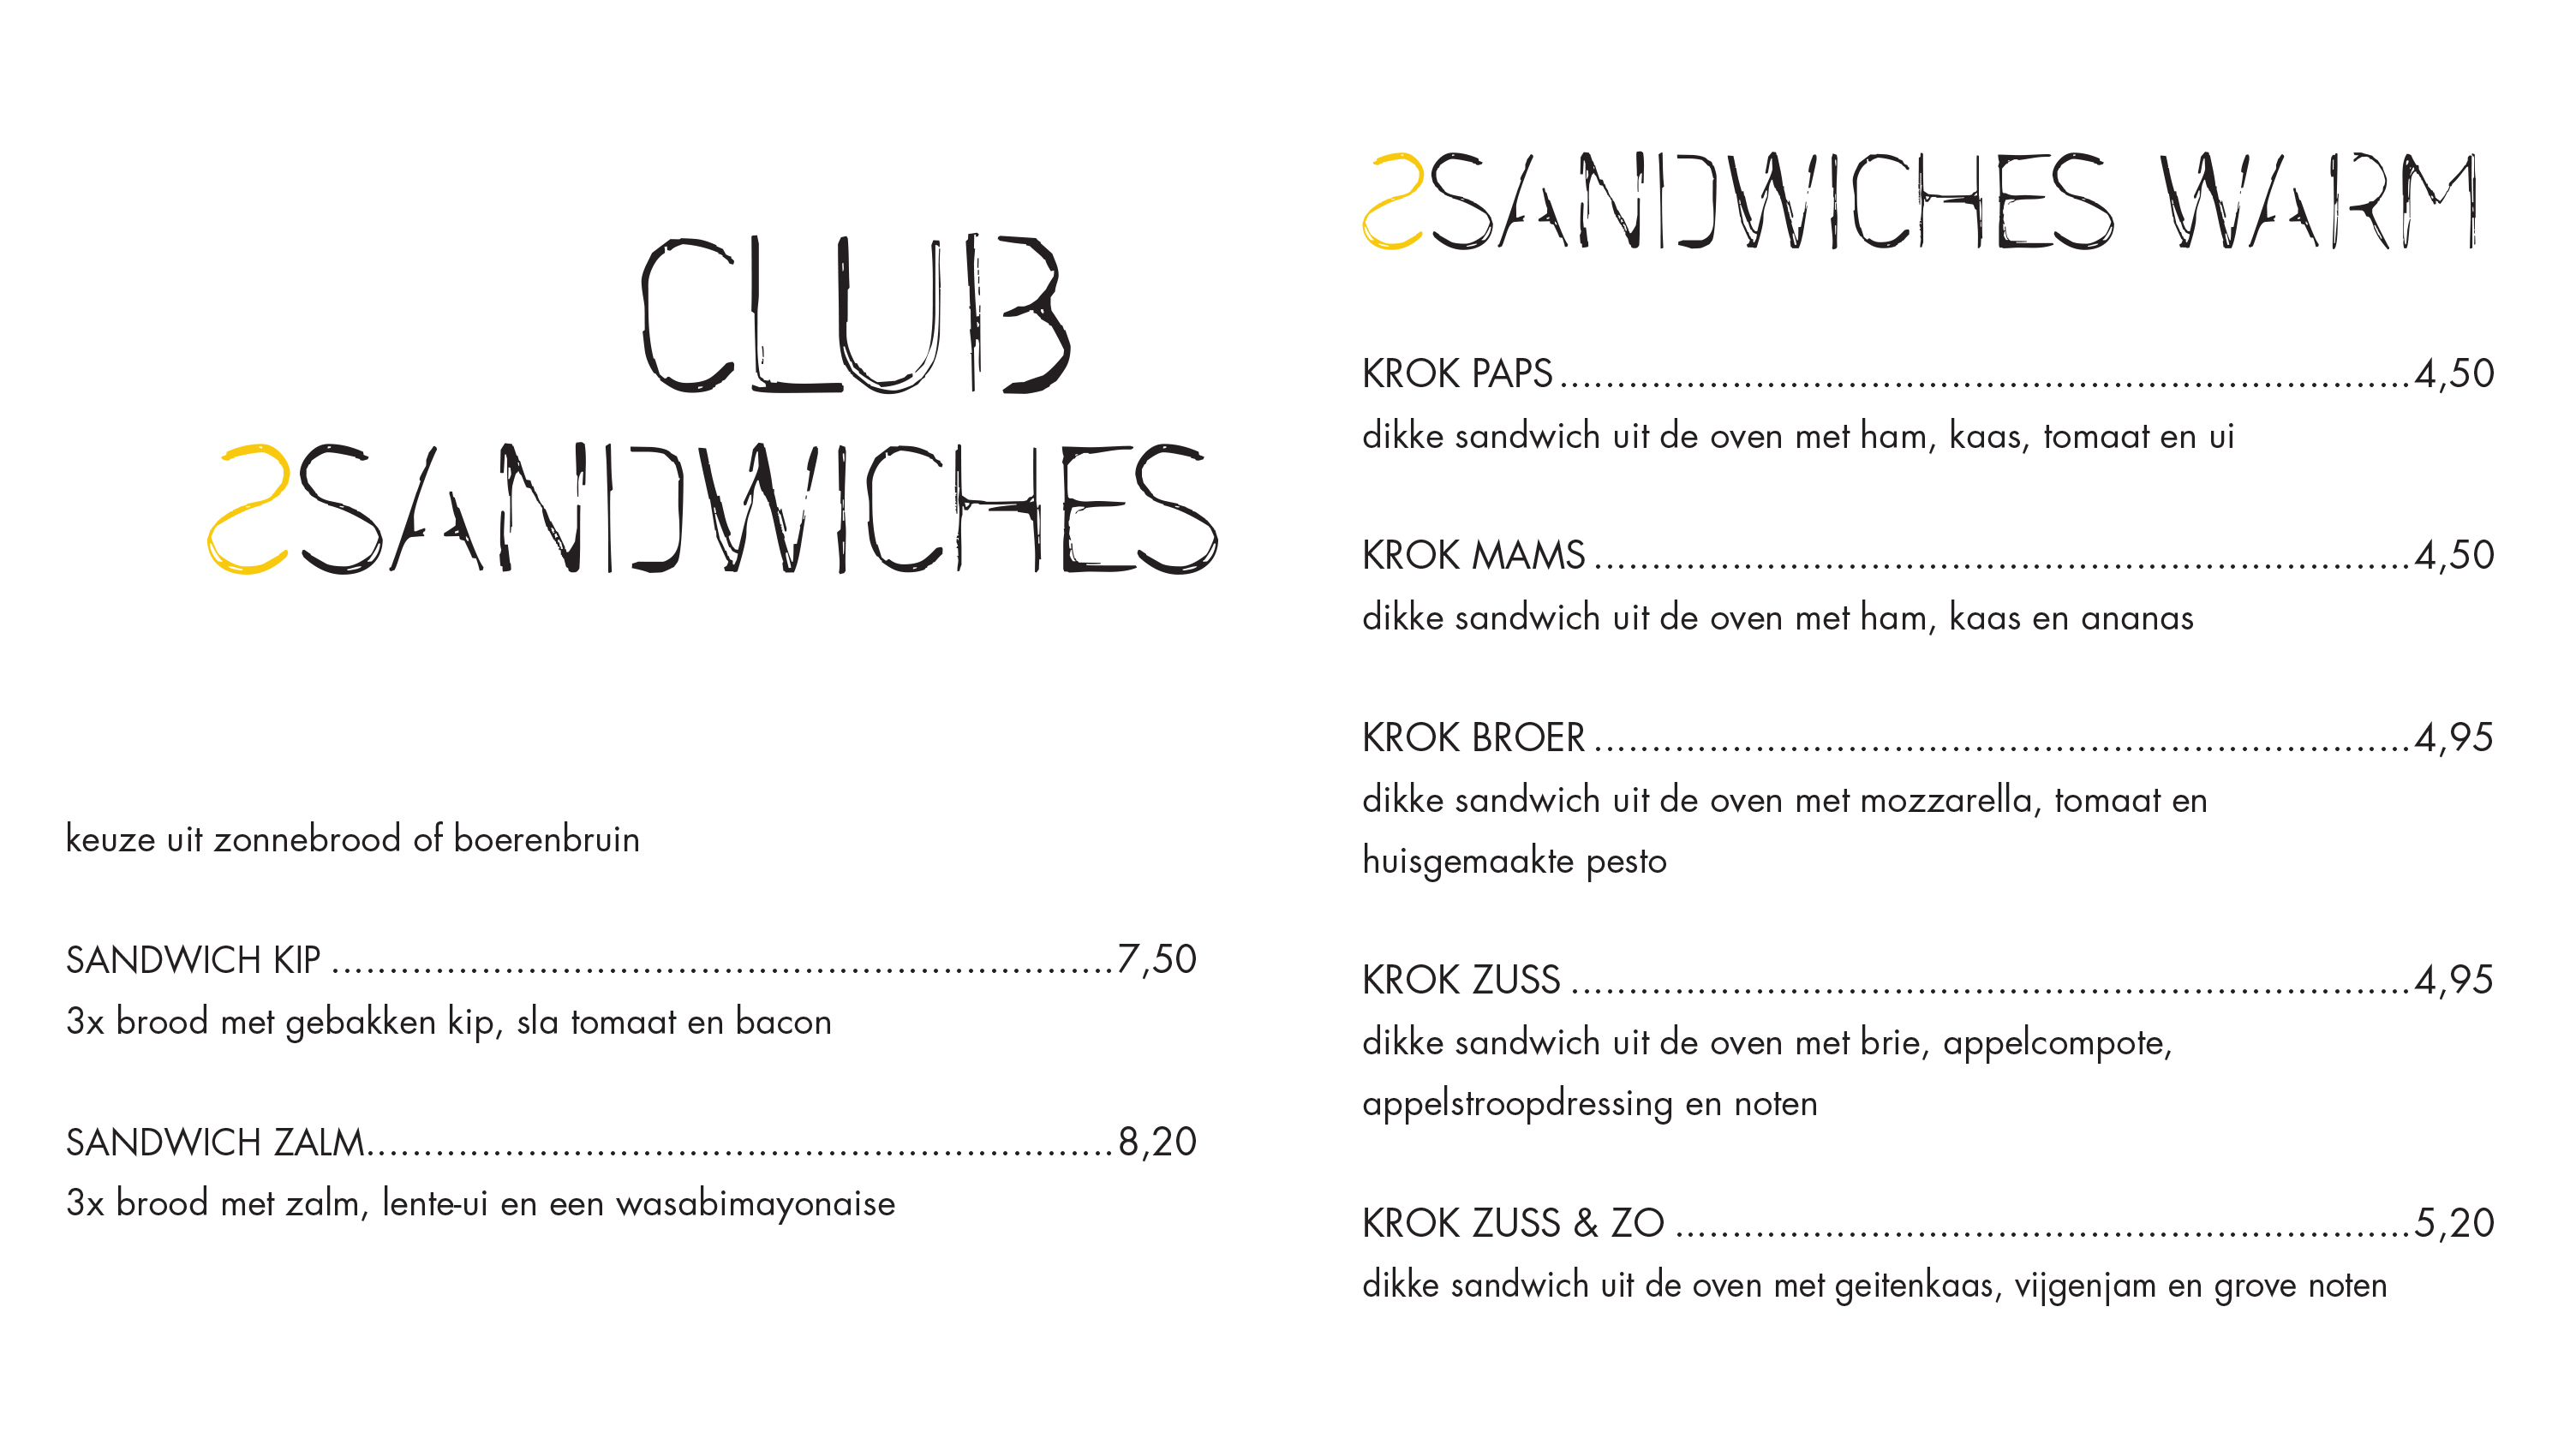 CLUB
SSANDWICHES
keuze uit zonnebrood of boerenbruin
SANDWICH KIP ....................................................................7,50
3x brood met gebakken kip, sla tomaat en bacon
SANDWICH ZALM.................................................................8,20
3x brood met zalm, lente-ui en een wasabimayonaise
SSANDWICHES WARM
KROK PAPS..........................................................................4,50
dikke sandwich uit de oven met ham, kaas, tomaat en ui
KROK MAMS.......................................................................4,50
dikke sandwich uit de oven met ham, kaas en ananas
KROK BROER.......................................................................4,95
dikke sandwich uit de oven met mozzarella, tomaat en
huisgemaakte pesto
KROK ZUSS .........................................................................4,95
dikke sandwich uit de oven met brie, appelcompote,
appelstroopdressing en noten
KROK ZUSS & ZO ................................................................5,20
dikke sandwich uit de oven met geitenkaas, vijgenjam en grove noten